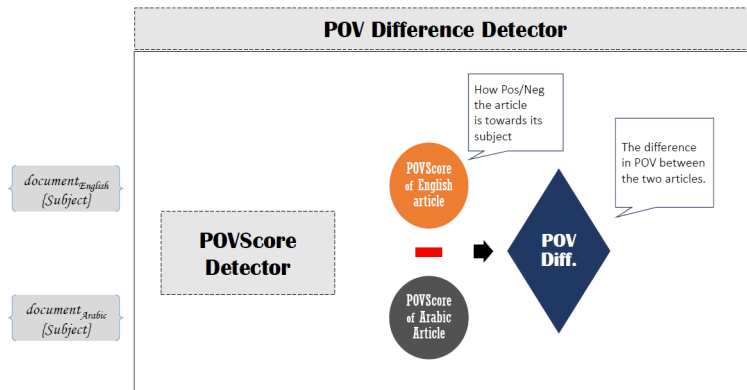 POV Difference Detector
How Pos/Neg
the article
is towards its
subject
The difference
in POV between
the two articles.
document English
{Subject}
POVScore
of English
article
POVScore
Detector
POV
Diff.
document Arabic
{Subject}
POVScore
of Arabic
Article